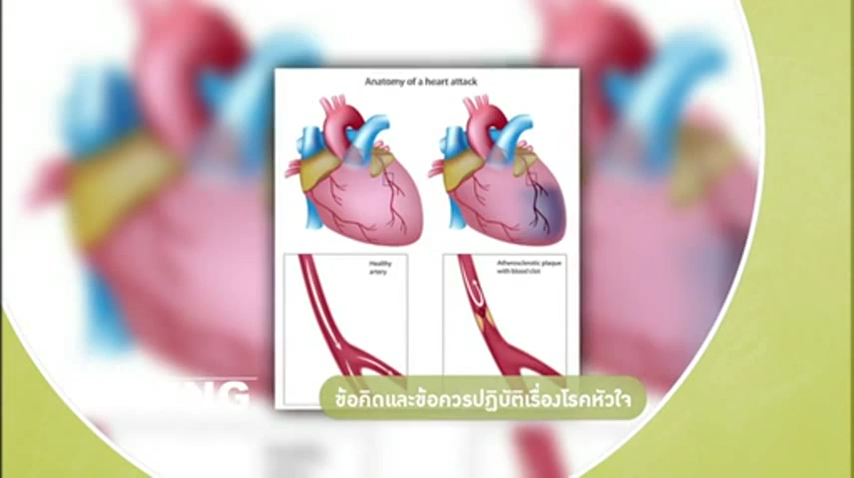 Anatomy of a heart attack
Healthy
artery
Atherosclerotic plaque
with blood clot
ข้อคิดและข้อควรปฏิบัติเรื่องโรคหัวใจ